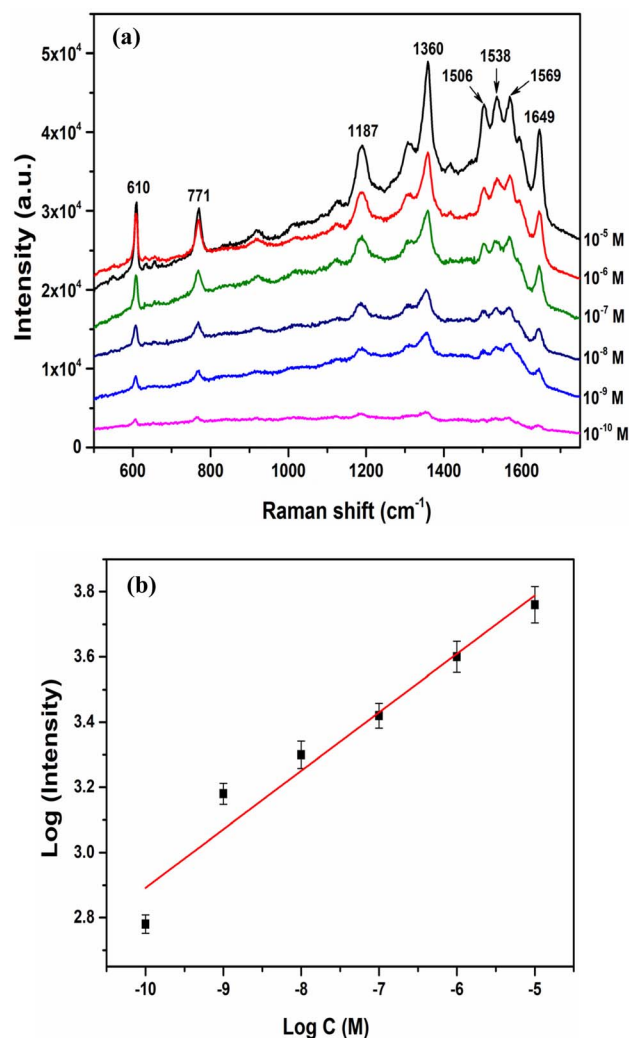 (a)
Intensity (a.u.)
5x10⁴
4x10⁴
3x10⁴
2x10⁴
1x10⁴
0
610
771
1187
1360
1506
1538
1569
1649
10⁻⁵ M
10⁻⁶ M
10⁻⁷ M
10⁻⁸ M
10⁻⁹ M
10⁻¹⁰ M
600 800 1000 1200 1400 1600
Raman shift (cm⁻¹)
(b)
Log (Intensity)
3.8
3.6
3.4
3.2
3.0
2.8
-10 -9 -8 -7 -6 -5
Log C (M)